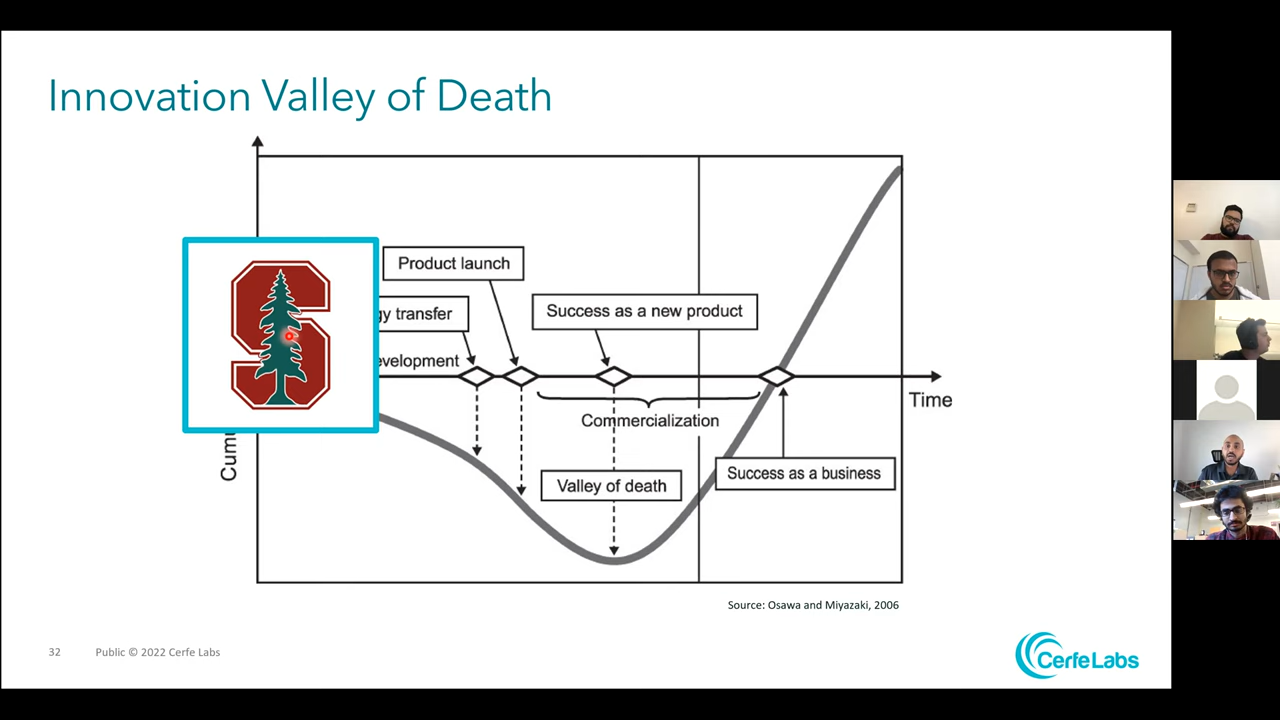 Innovation Valley of Death
Product launch
gy transfer
Success as a new product
evelopment
Time
Commercialization
Cumu
Success as a business
Valley of death
Source: Osawa and Miyazaki, 2006
32
Public © 2022 Cerfe Labs
CerfeLabs